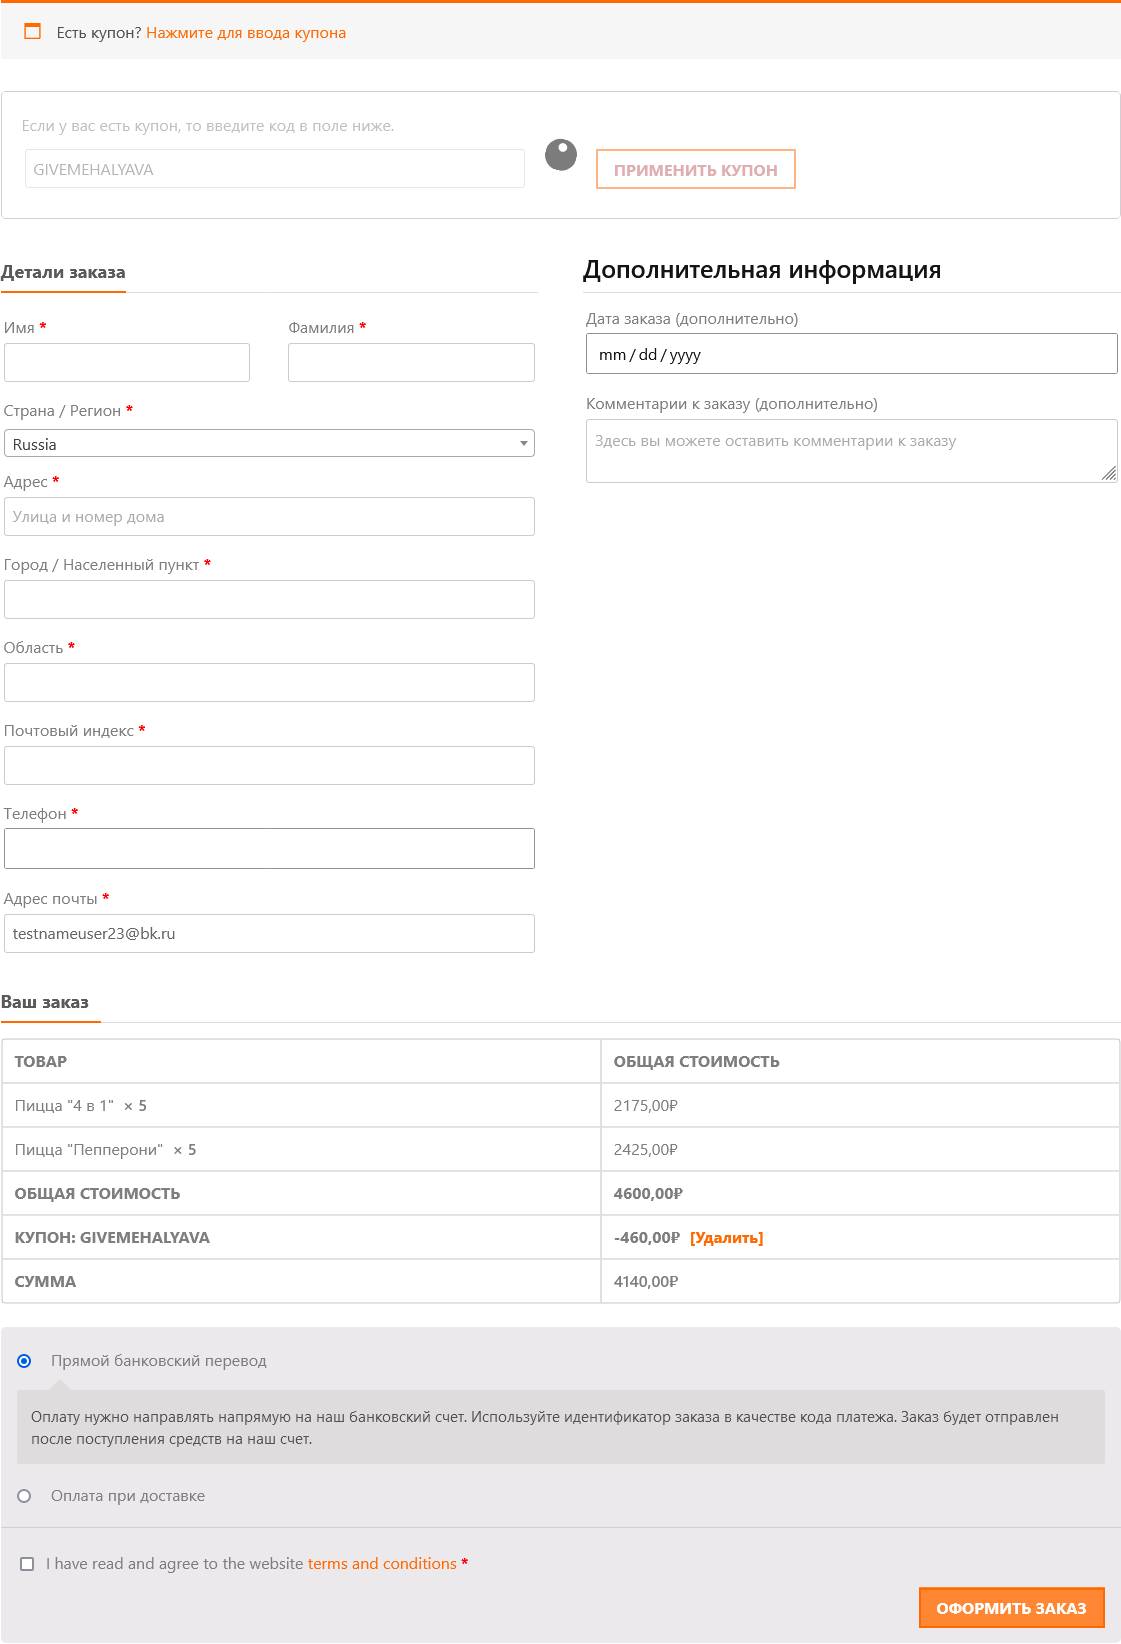 Есть купон? Нажмите для ввода купона
Если у вас есть купон, то введите код в поле ниже.
GIVEMEHALYAVA
ПРИМЕНИТЬ КУПОН
Детали заказа
Имя *
Фамилия *
Страна / Регион *
Russia
Адрес *
Улица и номер дома
Город / Населенный пункт *
Область *
Почтовый индекс *
Телефон *
Адрес почты *
testnameuser23@bk.ru
Дополнительная информация
Дата заказа (дополнительно)
mm / dd / yyyy
Комментарии к заказу (дополнительно)
Здесь вы можете оставить комментарии к заказу
Ваш заказ
ТОВАР ОБЩАЯ СТОИМОСТЬ
Пицца "4 в 1" × 5 2175,00₽
Пицца "Пепперони" × 5 2425,00₽
ОБЩАЯ СТОИМОСТЬ 4600,00₽
КУПОН: GIVEMEHALYAVA -460,00₽ [Удалить]
СУММА 4140,00₽
Прямой банковский перевод
Оплату нужно направлять напрямую на наш банковский счет. Используйте идентификатор заказа в качестве кода платежа. Заказ будет отправлен
после поступления средств на наш счет.
Оплата при доставке
I have read and agree to the website terms and conditions *
ОФОРМИТЬ ЗАКАЗ